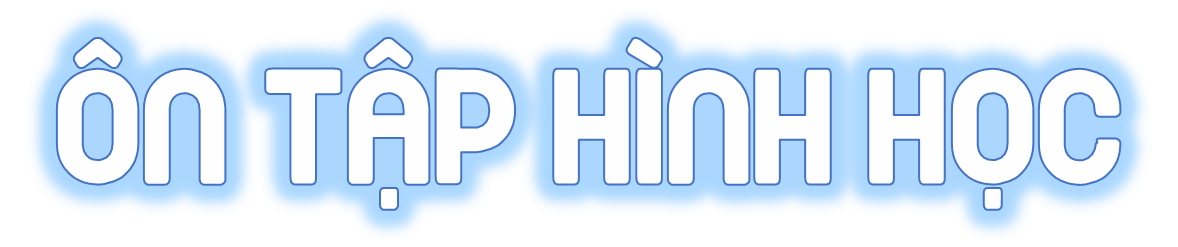 ÔN TẬP HÌNH HỌC